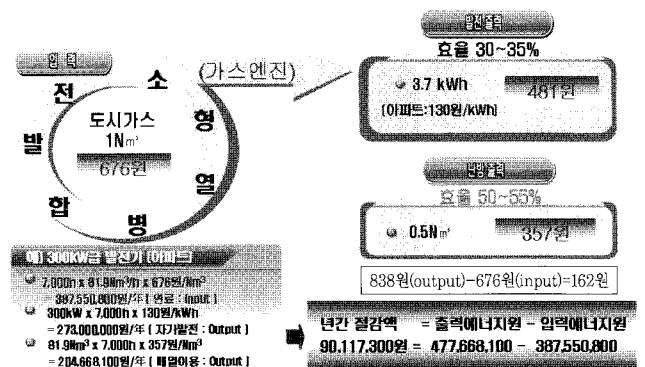 입 력
소형열병합발전
(가스엔진)
도시가스
1Nm³
676원
발전출력
효율 30~35%
3.7 kWh
481원
(아파트:130원/kWh)
난방출력
효율 50~55%
0.5Nm³
357원
838원(output)-676원(input)=162원
예) 300kW급 발전기 (아파트)
7,000h x 81.9Nm³/h x 676원/Nm³
= 387,550,800원/年 ( 연료 : Input )
300kW x 7,000h x 130원/kWh
= 273,000,000원/年 ( 자가발전 : Output )
81.9Nm³ x 7,000h x 357원/Nm³
= 204,668,100원/年 ( 폐열이용 : Output )
년간 절감액 = 출력에너지원 - 입력에너지원
90,117,300원 = 477,668,100 - 387,550,800